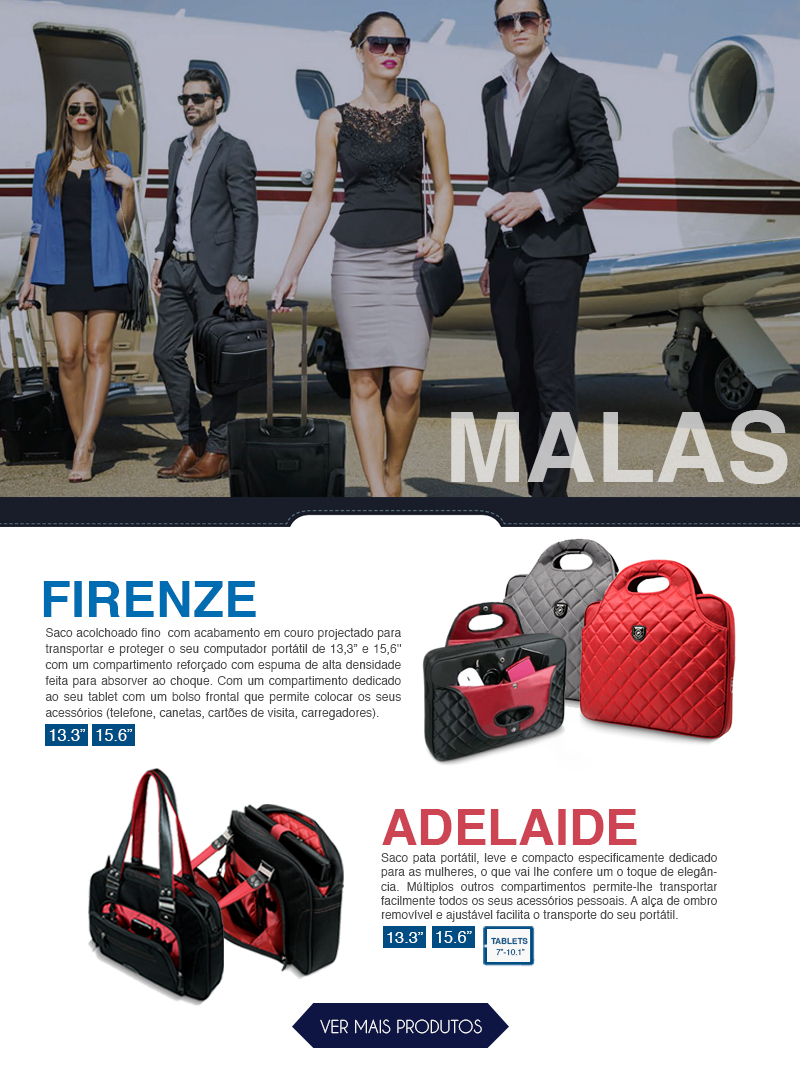 MALAS
FIRENZE
Saco acolchoado fino com acabamento em couro projectado para
transportar e proteger o seu computador portátil de 13,3” e 15,6''
com um compartimento reforçado com espuma de alta densidade
feita para absorver ao choque. Com um compartimento dedicado
ao seu tablet com um bolso frontal que permite colocar os seus
acessórios (telefone, canetas, cartões de visita, carregadores).
13.3” 15.6”
ADELAIDE
Saco pata portátil, leve e compacto especificamente dedicado
para as mulheres, o que vai lhe confere um o toque de elegân-
cia. Múltiplos outros compartimentos permite-lhe transportar
facilmente todos os seus acessórios pessoais. A alça de ombro
removível e ajustável facilita o transporte do seu portátil.
13.3” 15.6”
TABLETS
7”-10.1”
VER MAIS PRODUTOS